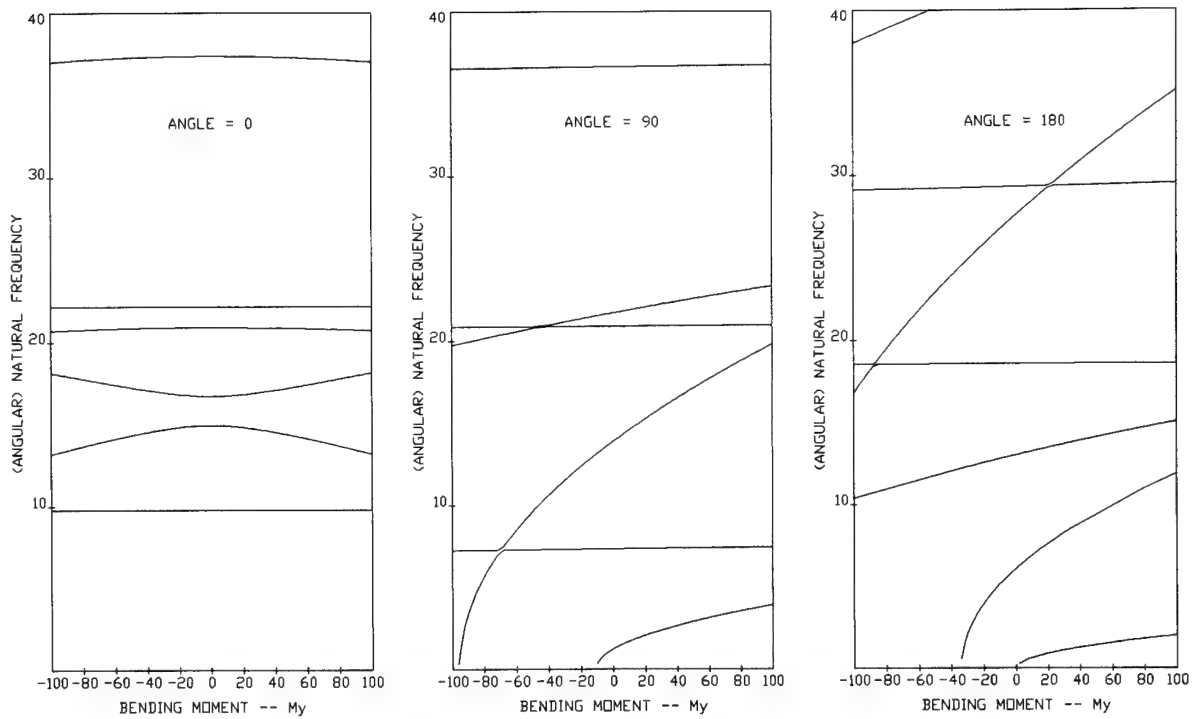 40
ANGLE = 0
30
20
10
(ANGULAR) NATURAL FREQUENCY
-100 -80 -60 -40 -20 0 20 40 60 80 100
BENDING MOMENT -- My
40
ANGLE = 90
30
20
10
(ANGULAR) NATURAL FREQUENCY
-100 -80 -60 -40 -20 0 20 40 60 80 100
BENDING MOMENT -- My
40
ANGLE = 180
30
20
10
(ANGULAR) NATURAL FREQUENCY
-100 -80 -60 -40 -20 0 20 40 60 80 100
BENDING MOMENT -- My